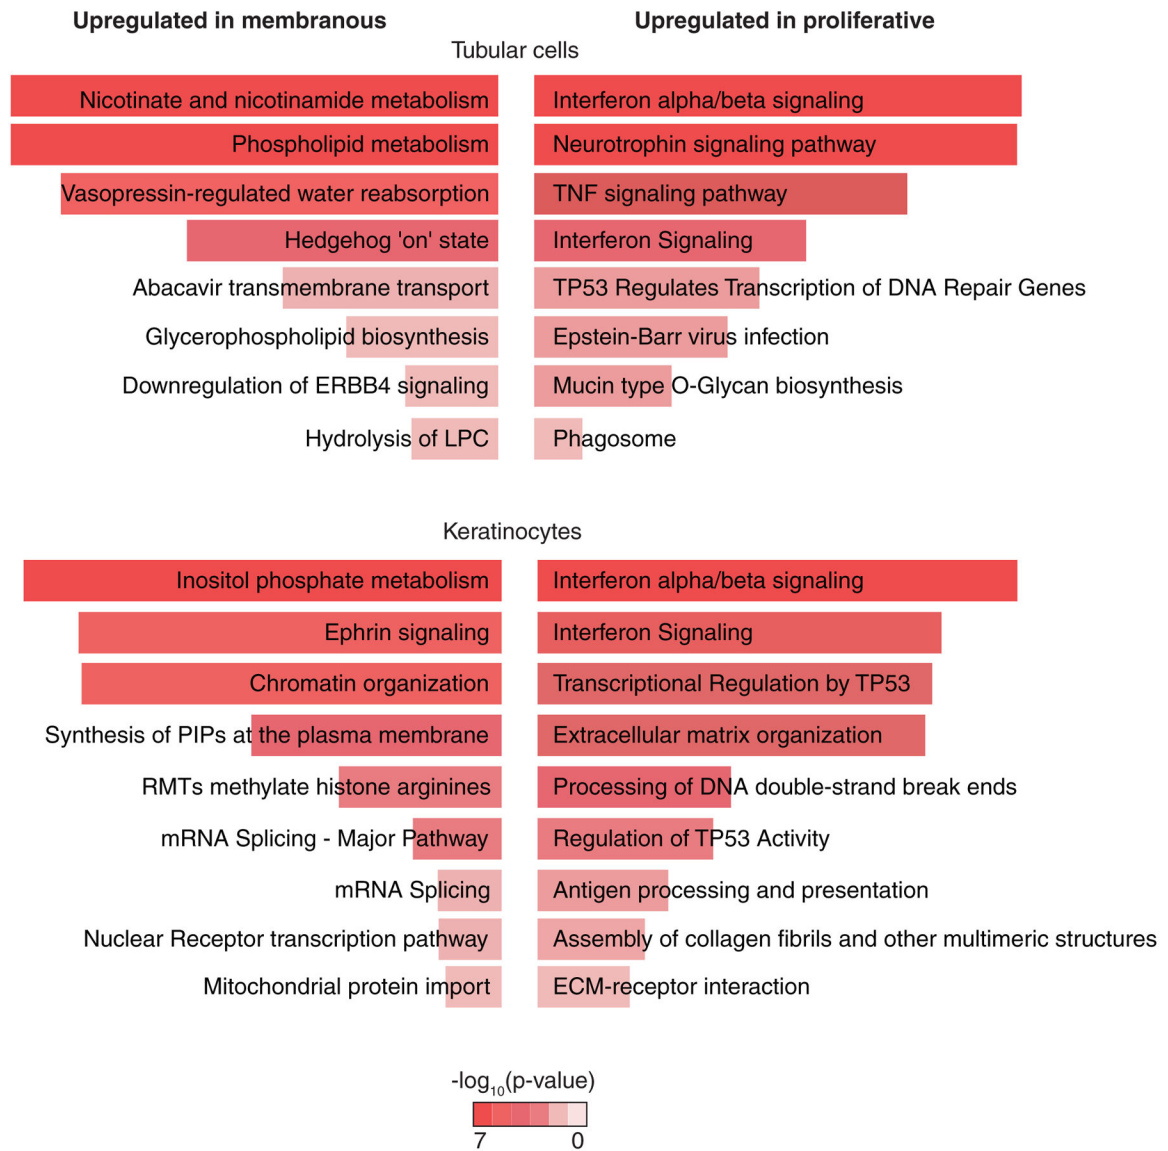 Upregulated in membranous
Upregulated in proliferative
Tubular cells
Nicotinate and nicotinamide metabolism
Interferon alpha/beta signaling
Phospholipid metabolism
Neurotrophin signaling pathway
Vasopressin-regulated water reabsorption
TNF signaling pathway
Hedgehog 'on' state
Interferon Signaling
Abacavir transmembrane transport
TP53 Regulates Transcription of DNA Repair Genes
Glycerophospholipid biosynthesis
Epstein-Barr virus infection
Downregulation of ERBB4 signaling
Mucin type O-Glycan biosynthesis
Hydrolysis of LPC
Phagosome
Keratinocytes
Inositol phosphate metabolism
Interferon alpha/beta signaling
Ephrin signaling
Interferon Signaling
Chromatin organization
Transcriptional Regulation by TP53
Synthesis of PIPs at the plasma membrane
Extracellular matrix organization
RMTs methylate histone arginines
Processing of DNA double-strand break ends
mRNA Splicing - Major Pathway
Regulation of TP53 Activity
mRNA Splicing
Antigen processing and presentation
Nuclear Receptor transcription pathway
Assembly of collagen fibrils and other multimeric structures
Mitochondrial protein import
ECM-receptor interaction
-log10(p-value)
7 0